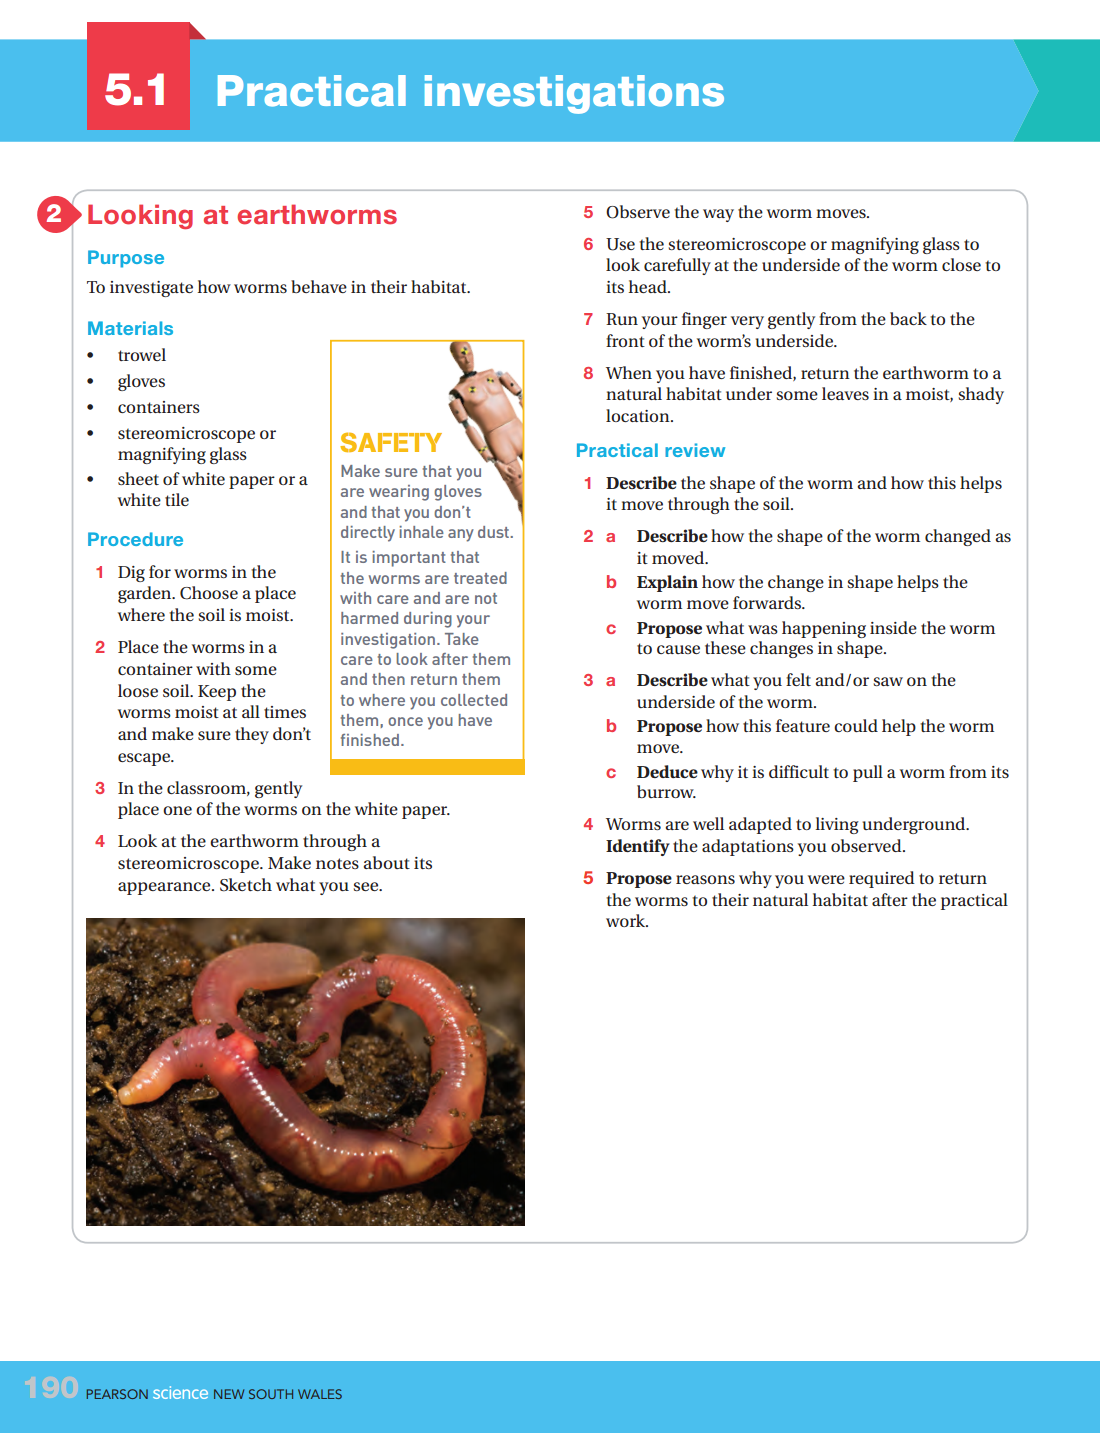 5.1
Practical investigations
2
Looking at earthworms
Purpose
To investigate how worms behave in their habitat.
Materials
• trowel
• gloves
• containers
• stereomicroscope or
magnifying glass
• sheet of white paper or a
white tile
SAFETY
Make sure that you
are wearing gloves
and that you don't
directly inhale any dust.
It is important that
the worms are treated
with care and are not
harmed during your
investigation. Take
care to look after them
and then return them
to where you collected
them, once you have
finished.
Procedure
1 Dig for worms in the
garden. Choose a place
where the soil is moist.
2 Place the worms in a
container with some
loose soil. Keep the
worms moist at all times
and make sure they don't
escape.
3 In the classroom, gently
place one of the worms on the white paper.
4 Look at the earthworm through a
stereomicroscope. Make notes about its
appearance. Sketch what you see.
5 Observe the way the worm moves.
6 Use the stereomicroscope or magnifying glass to
look carefully at the underside of the worm close to
its head.
7 Run your finger very gently from the back to the
front of the worm's underside.
8 When you have finished, return the earthworm to a
natural habitat under some leaves in a moist, shady
location.
Practical review
1 Describe the shape of the worm and how this helps
it move through the soil.
2 a Describe how the shape of the worm changed as
it moved.
b Explain how the change in shape helps the
worm move forwards.
c Propose what was happening inside the worm
to cause these changes in shape.
3 a Describe what you felt and/or saw on the
underside of the worm.
b Propose how this feature could help the worm
move.
c Deduce why it is difficult to pull a worm from its
burrow.
4 Worms are well adapted to living underground.
Identify the adaptations you observed.
5 Propose reasons why you were required to return
the worms to their natural habitat after the practical
work.
190 PEARSON science NEW SOUTH WALES